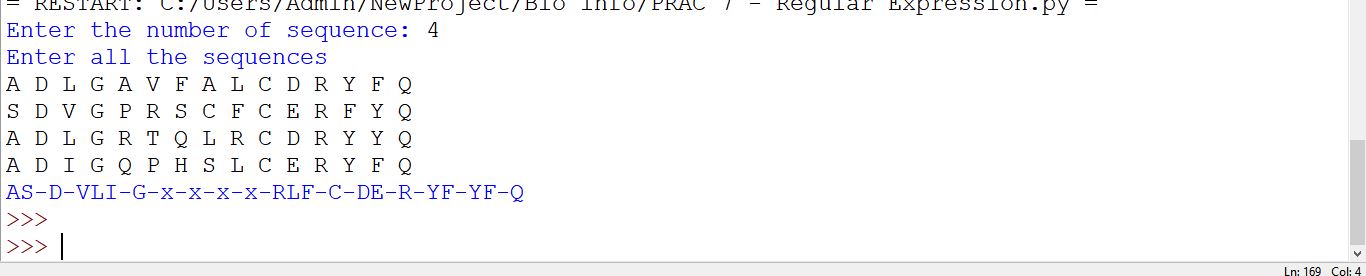 = RESTART: C:/Users/Admin/NewProject/Bio Info/PRAC 7 - Regular Expression.py =
Enter the number of sequence: 4
Enter all the sequences
A D L G A V F A L C D R Y F Q
S D V G P R S C F C E R F Y Q
A D L G R T Q L R C D R Y Y Q
A D I G Q P H S L C E R Y F Q
AS-D-VLI-G-x-x-x-x-RLF-C-DE-R-YF-YF-Q
>>>
>>>
Ln: 169 Col: 4